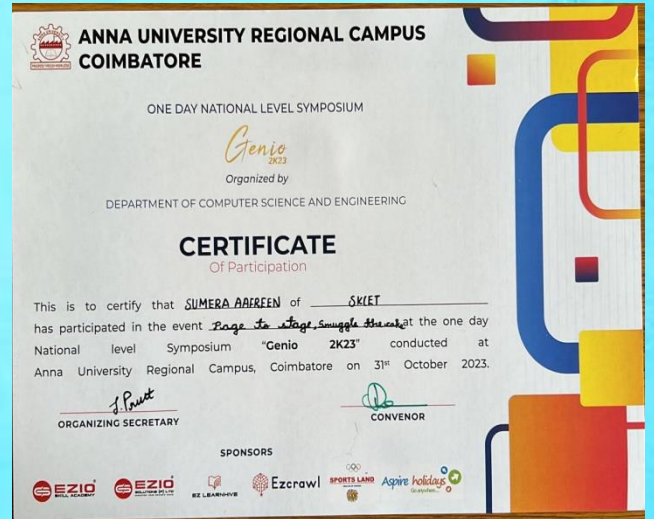 ANNA UNIVERSITY REGIONAL CAMPUS
COIMBATORE
ONE DAY NATIONAL LEVEL SYMPOSIUM
Genio
2K23
Organized by
DEPARTMENT OF COMPUTER SCIENCE AND ENGINEERING
CERTIFICATE
Of Participation
This is to certify that SUMERA AAFREEN of SKCET
has participated in the event Page to stage, Smuggle the at the one day
National level Symposium "Genio 2K23" conducted at
Anna University Regional Campus, Coimbatore on 31st October 2023.
ORGANIZING SECRETARY
CONVENOR
SPONSORS
EZIO SKILL ACADEMY
EZIO
EZ LEARNHIVE
Ezcrawl
SPORTS LAND
Aspire holidays